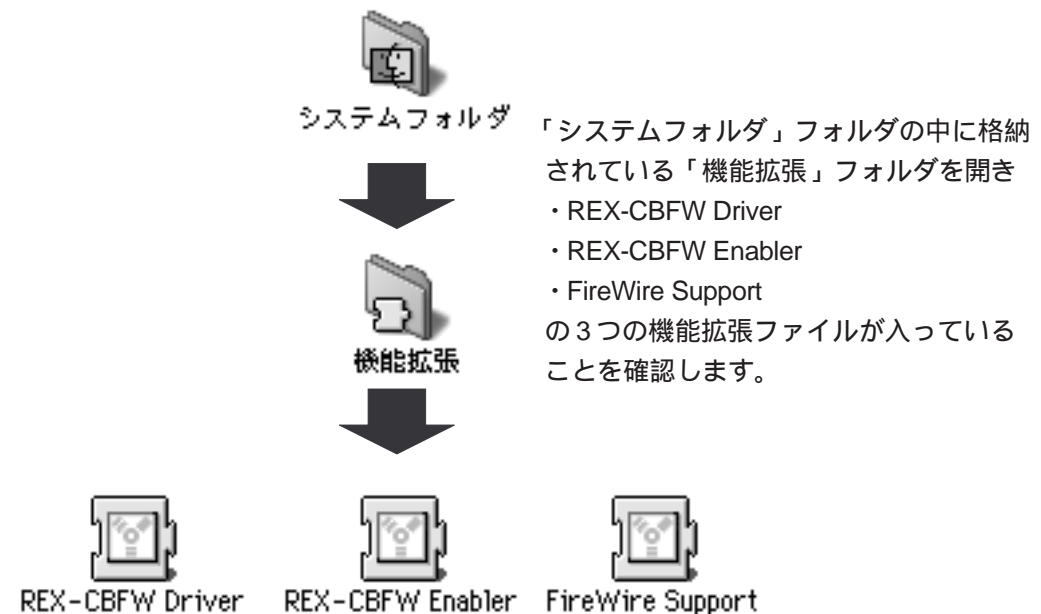 システムフォルダ
「システムフォルダ」フォルダの中に格納
されている「機能拡張」フォルダを開き
・REX-CBFW Driver
・REX-CBFW Enabler
・FireWire Support
の3つの機能拡張ファイルが入っている
ことを確認します。
機能拡張
REX-CBFW Driver
REX-CBFW Enabler
FireWire Support